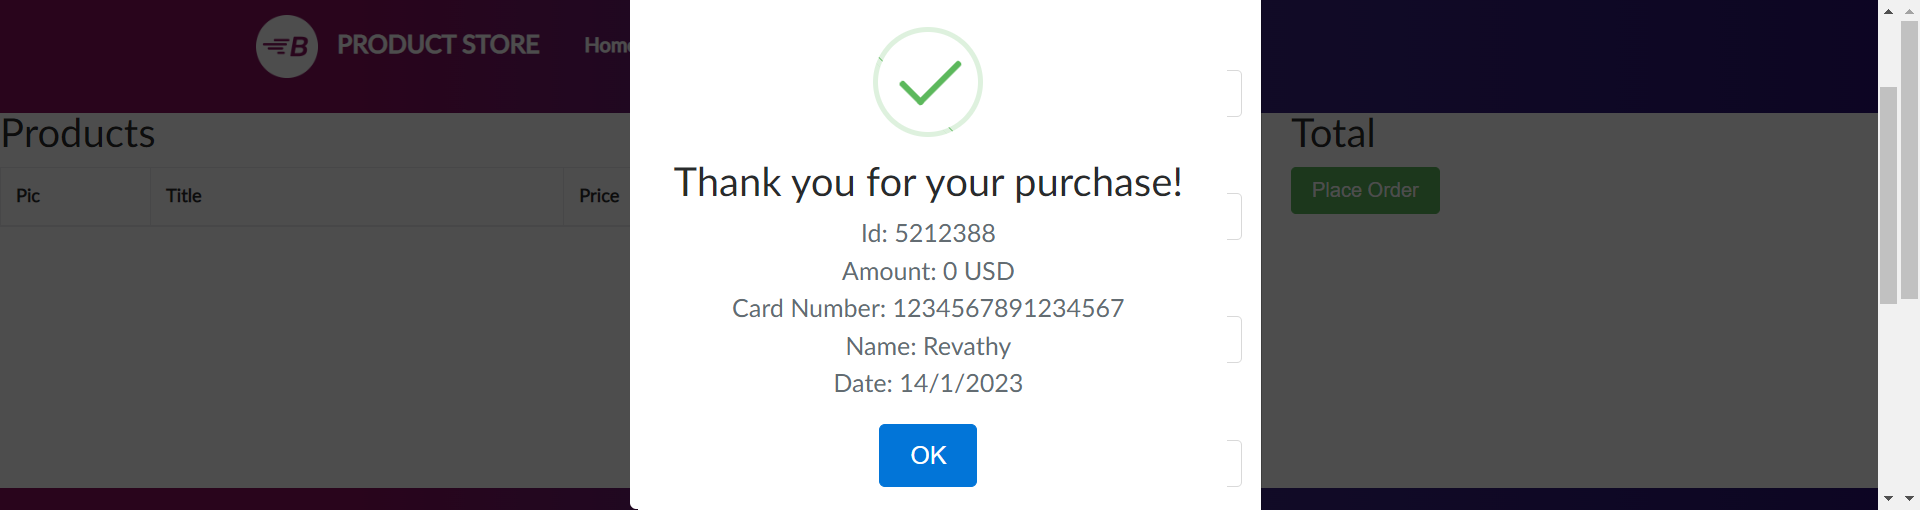 B
PRODUCT STORE
Home
Products
Pic
Title
Price
Thank you for your purchase!
Id: 5212388
Amount: 0 USD
Card Number: 1234567891234567
Name: Revathy
Date: 14/1/2023
OK
Total
Place Order